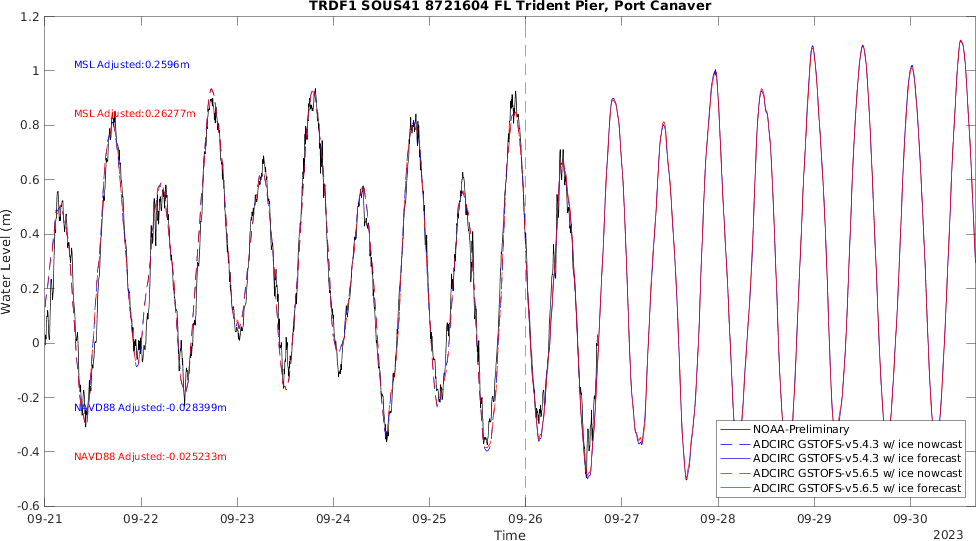 TRDF1 SOUS41 8721604 FL Trident Pier, Port Canaver
1.2
1
0.8
0.6
0.4
0.2
0
-0.2
-0.4
-0.6
Water Level (m)
MSL Adjusted:0.2596m
MSL Adjusted:0.26277m
NAVD88 Adjusted:-0.028399m
NAVD88 Adjusted:-0.025233m
NOAA-Preliminary
ADCIRC GSTOFS-v5.4.3 w/ ice nowcast
ADCIRC GSTOFS-v5.4.3 w/ ice forecast
ADCIRC GSTOFS-v5.6.5 w/ ice nowcast
ADCIRC GSTOFS-v5.6.5 w/ ice forecast
09-21 09-22 09-23 09-24 09-25 09-26 09-27 09-28 09-29 09-30
Time
2023